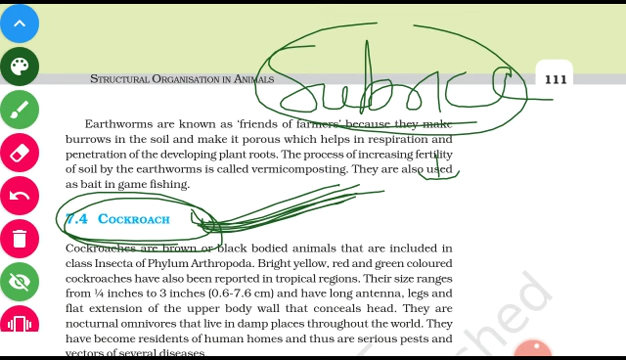 STRUCTURAL ORGANISATION IN ANIMALS
111
Earthworms are known as 'friends of farmers' because they make
burrows in the soil and make it porous which helps in respiration and
penetration of the developing plant roots. The process of increasing fertility
of soil by the earthworms is called vermicomposting. They are also used
as bait in game fishing.
7.4 COCKROACH
Cockroaches are brown or black bodied animals that are included in
class Insecta of Phylum Arthropoda. Bright yellow, red and green coloured
cockroaches have also been reported in tropical regions. Their size ranges
from ¼ inches to 3 inches (0.6-7.6 cm) and have long antenna, legs and
flat extension of the upper body wall that conceals head. They are
nocturnal omnivores that live in damp places throughout the world. They
have become residents of human homes and thus are serious pests and
vectors of several diseases.